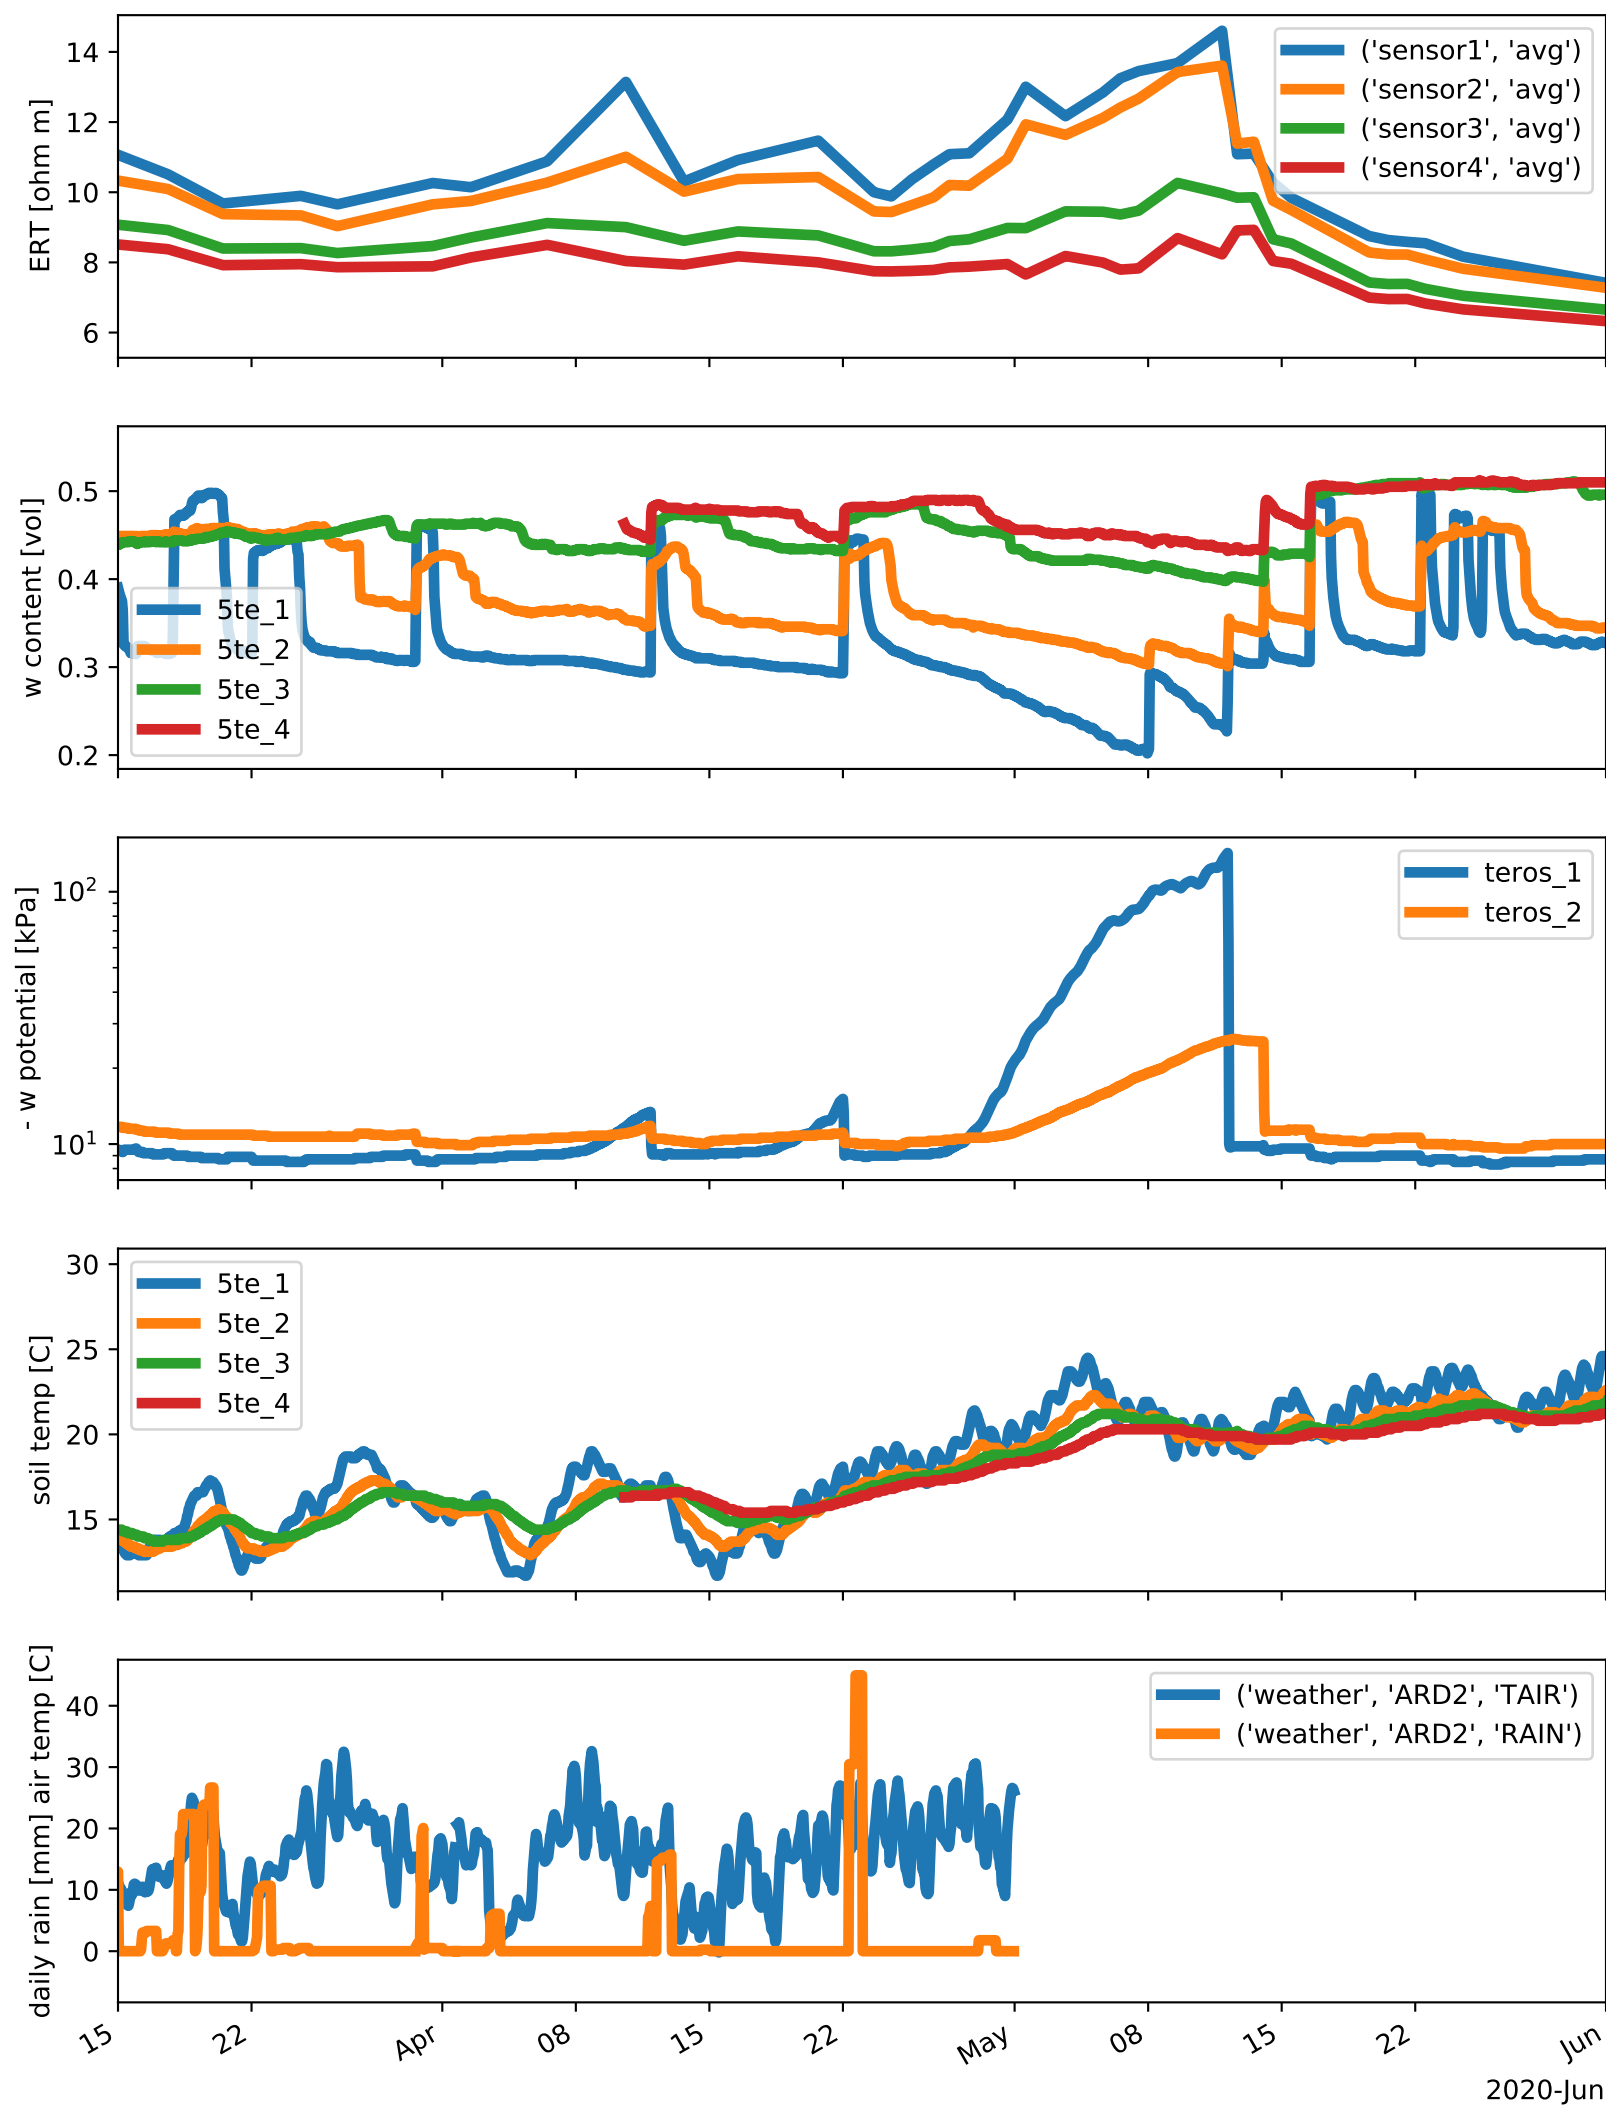 ERT [ohm m]
14
12
10
8
6
('sensor1', 'avg')
('sensor2', 'avg')
('sensor3', 'avg')
('sensor4', 'avg')
w content [vol]
0.5
0.4
0.3
0.2
5te_1
5te_2
5te_3
5te_4
- w potential [kPa]
10²
10¹
teros_1
teros_2
soil temp [C]
30
25
20
15
5te_1
5te_2
5te_3
5te_4
daily rain [mm] air temp [C]
40
30
20
10
0
('weather', 'ARD2', 'TAIR')
('weather', 'ARD2', 'RAIN')
15 22 Apr 08 15 22 May 08 15 22 Jun
2020-Jun